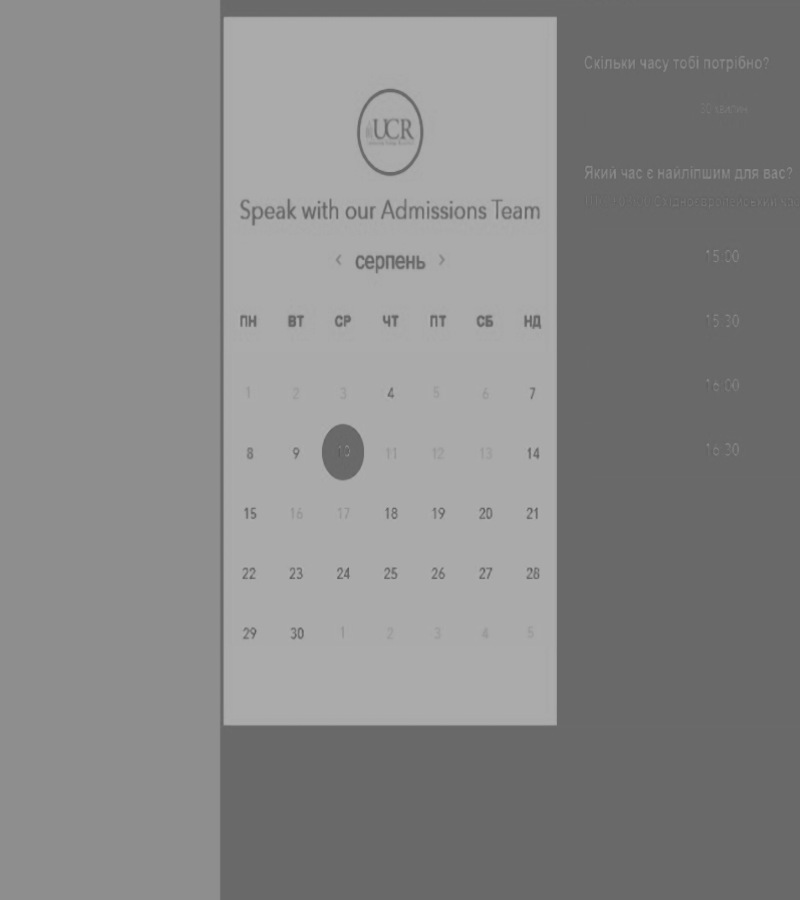 UCR
Speak with our Admissions Team
‹ серпень ›
ПН ВТ СР ЧТ ПТ СБ НД
1 2 3 4 5 6 7
8 9 10 11 12 13 14
15 16 17 18 19 20 21
22 23 24 25 26 27 28
29 30 1 2 3 4 5
Скільки часу тобі потрібно?
30 хвилин
Який час є найліпшим для вас?
Східноєвропейський
15:00
15:30
16:00
16:30